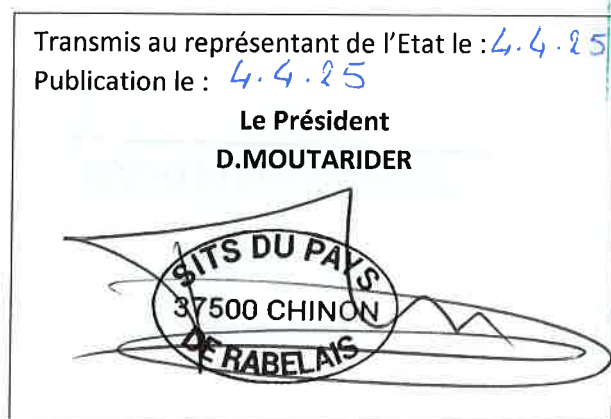 Transmis au représentant de l'Etat le : 4.4.25
Publication le : 4.4.25
Le Président
D.MOUTARIDER
SITS DU PAYS
37500 CHINON
DE RABELAIS